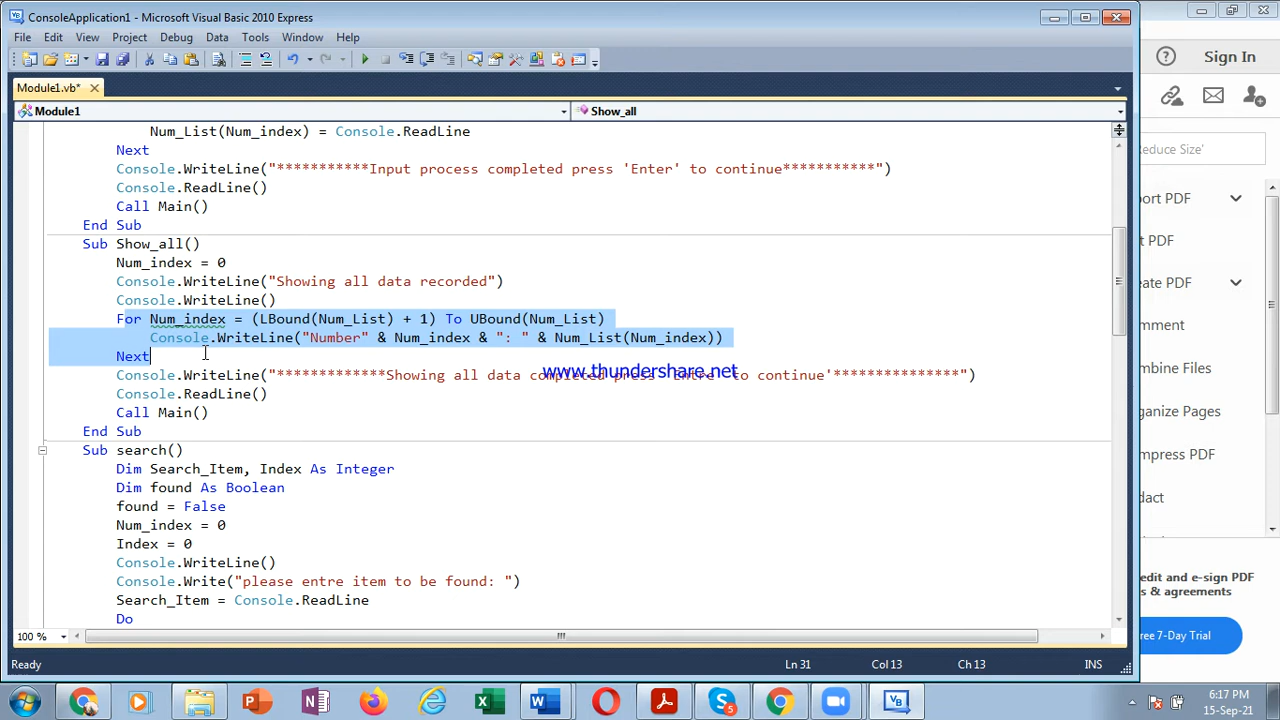 ConsoleApplication1 - Microsoft Visual Basic 2010 Express
File Edit View Project Debug Data Tools Window Help
Sign In
Module1.vb*
Module1 Show_all
Num_List(Num_index) = Console.ReadLine
Next
Console.WriteLine("***********Input process completed press 'Enter' to continue***********")
Console.ReadLine()
Call Main()
End Sub
Sub Show_all()
Num_index = 0
Console.WriteLine("Showing all data recorded")
Console.WriteLine()
For Num_index = (LBound(Num_List) + 1) To UBound(Num_List)
Console.WriteLine("Number" & Num_index & ": " & Num_List(Num_index))
Next
www.thundershare.net
Console.WriteLine("*************Showing all data completed press 'Entre' to continue'***************")
Console.ReadLine()
Call Main()
End Sub
Sub search()
Dim Search_Item, Index As Integer
Dim found As Boolean
found = False
Num_index = 0
Index = 0
Console.WriteLine()
Console.Write("please entre item to be found: ")
Search_Item = Console.ReadLine
Do
100 %
Ready Ln 31 Col 13 Ch 13 INS
Reduce Size'
port PDF
t PDF
reate PDF
mment
mbine Files
ganize Pages
mpress PDF
dact
edit and e-sign PDF
s & agreements
ree 7-Day Trial
6:17 PM
15-Sep-21